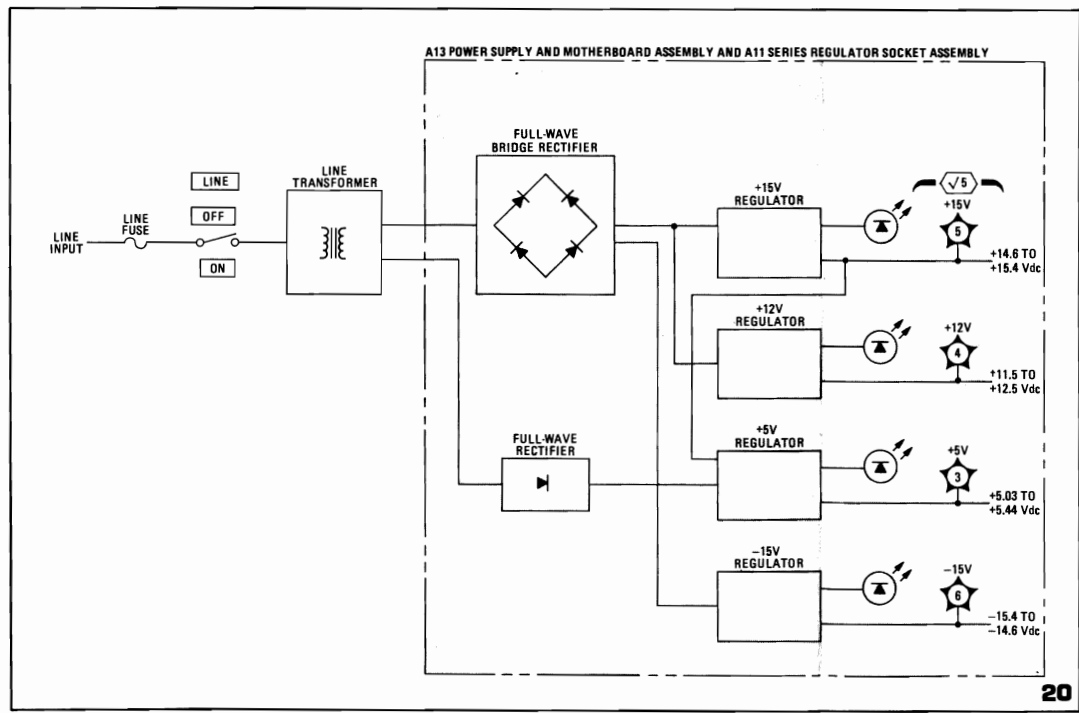 A13 POWER SUPPLY AND MOTHERBOARD ASSEMBLY AND A11 SERIES REGULATOR SOCKET ASSEMBLY
FULL-WAVE
BRIDGE RECTIFIER
LINE
TRANSFORMER
LINE
OFF
ON
LINE
FUSE
LINE
INPUT
+15V
REGULATOR
√5
+15V
5
+14.6 TO
+15.4 Vdc
+12V
REGULATOR
+12V
4
+11.5 TO
+12.5 Vdc
FULL-WAVE
RECTIFIER
+5V
REGULATOR
+5V
3
+5.03 TO
+5.44 Vdc
−15V
REGULATOR
−15V
6
−15.4 TO
−14.6 Vdc
20